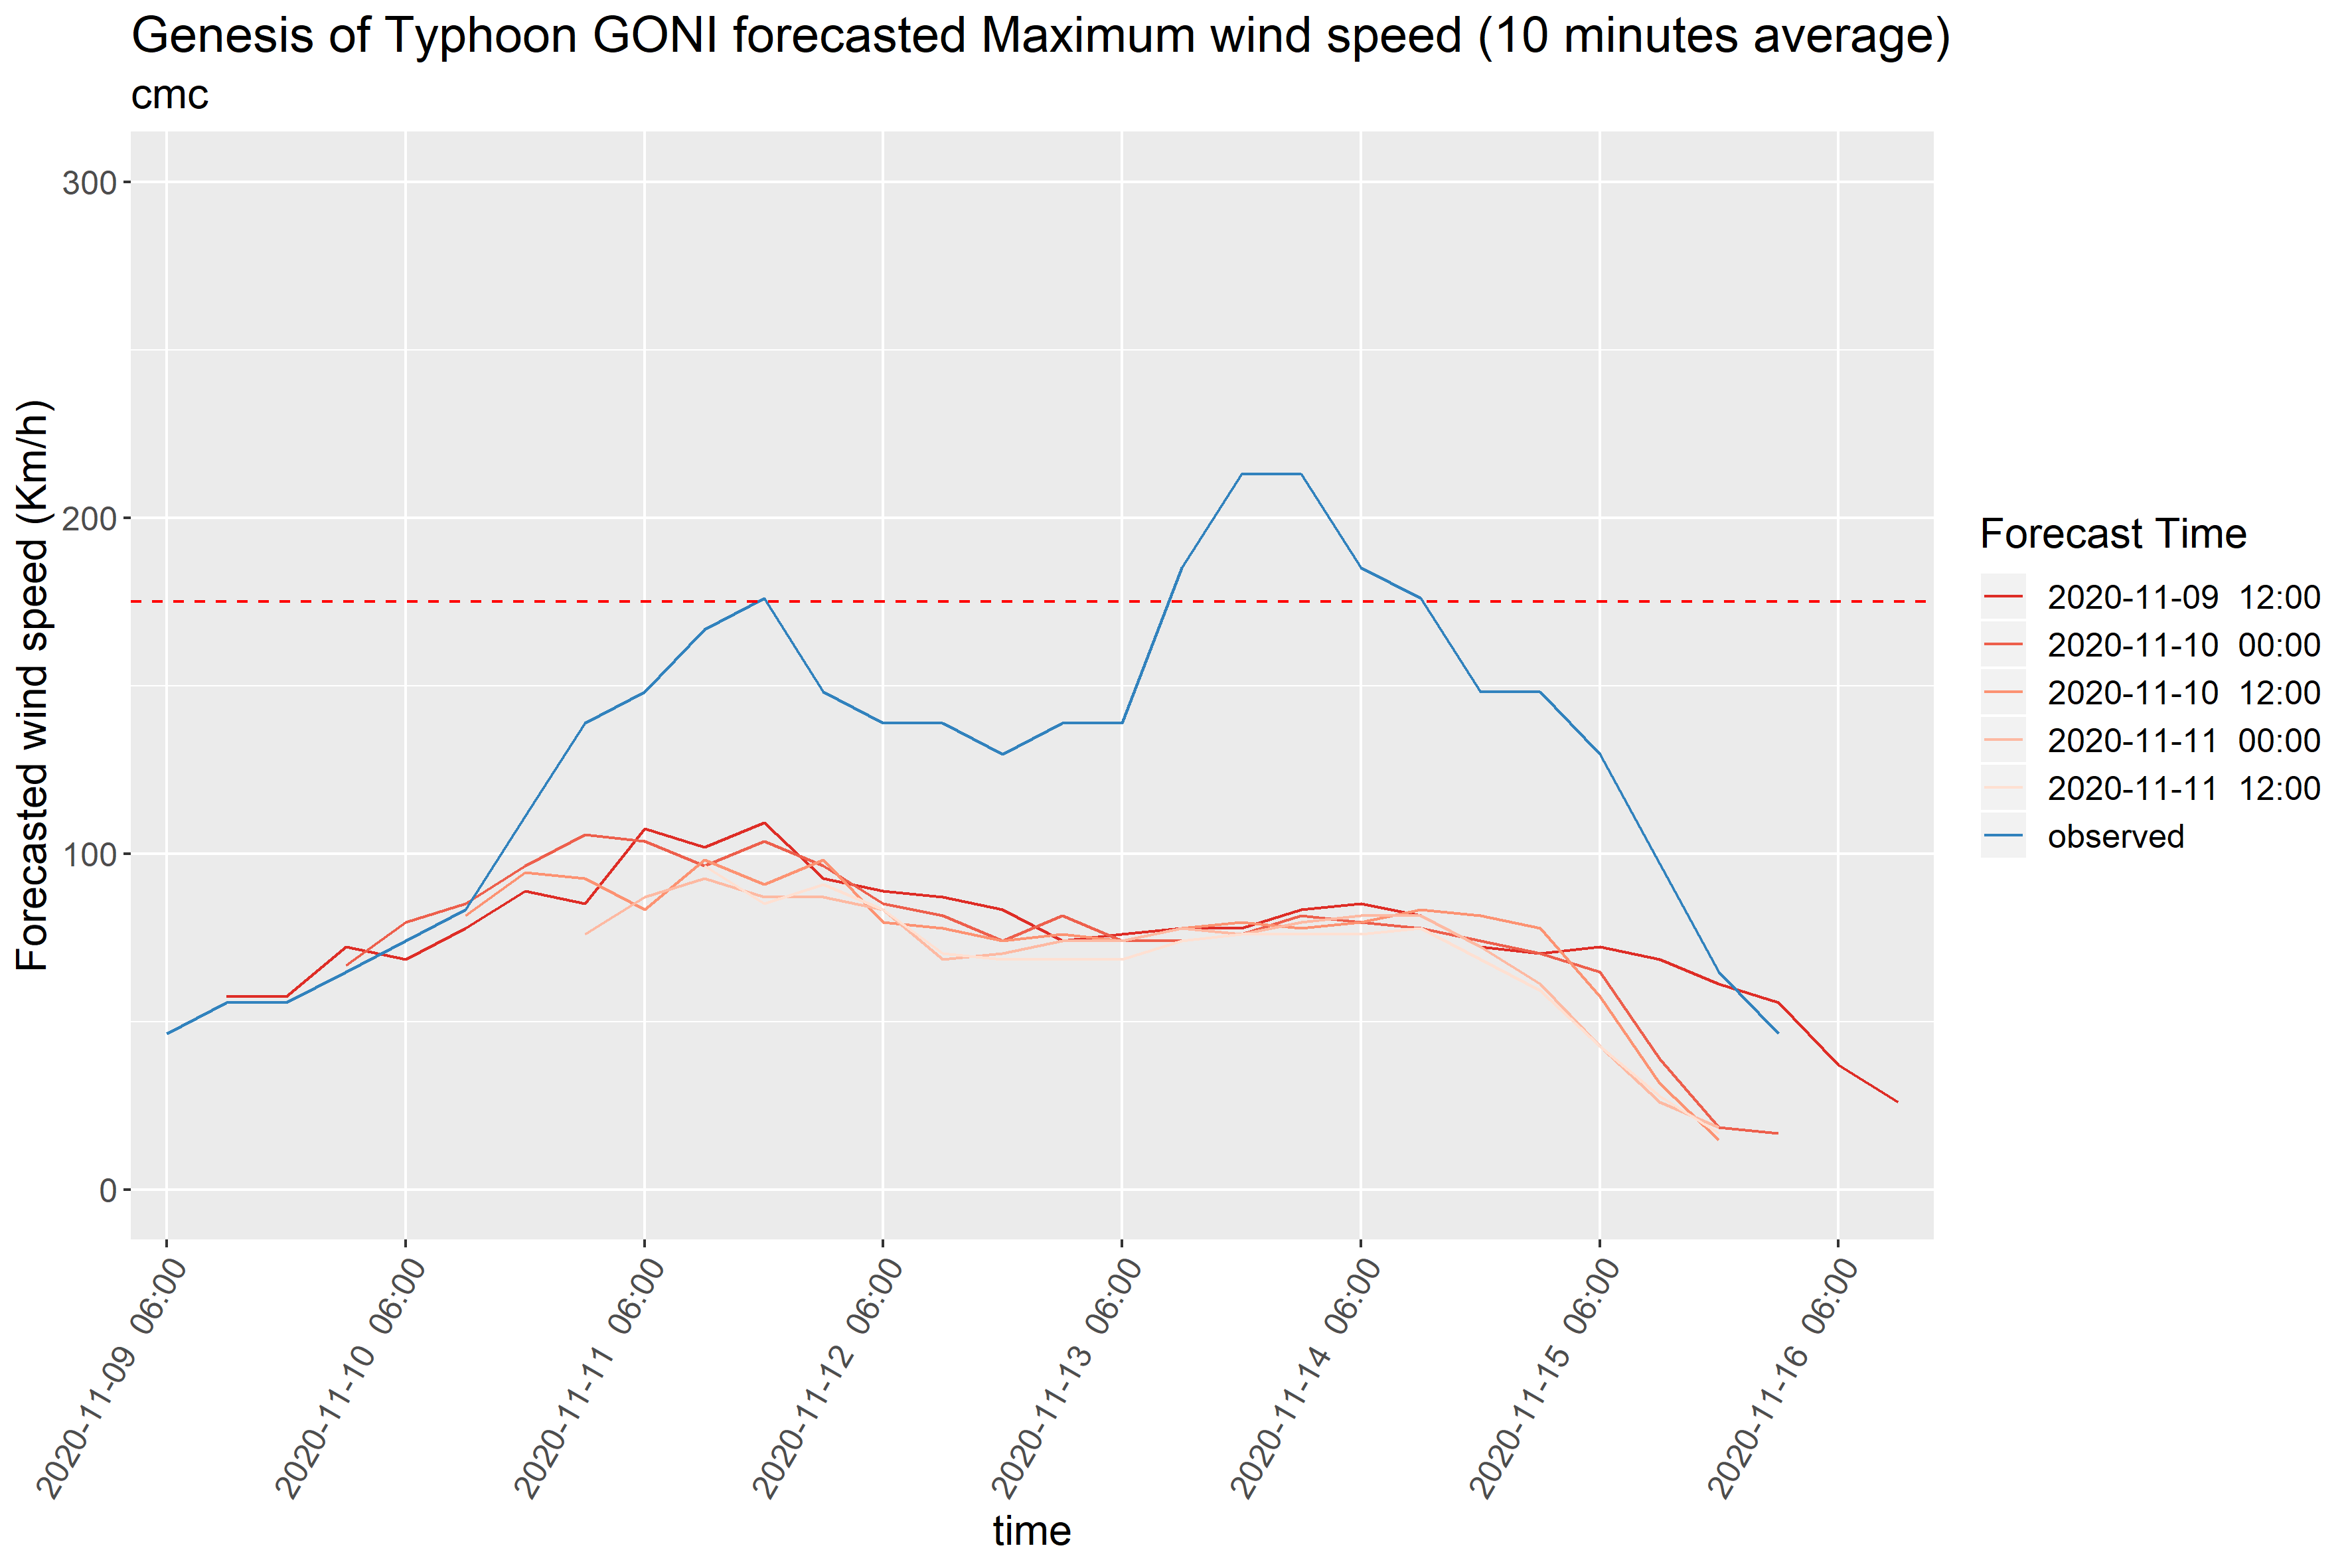 Genesis of Typhoon GONI forecasted Maximum wind speed (10 minutes average)
cmc
Forecasted wind speed (Km/h)
300
200
100
0
2020-11-09 06:00
2020-11-10 06:00
2020-11-11 06:00
2020-11-12 06:00
2020-11-13 06:00
2020-11-14 06:00
2020-11-15 06:00
2020-11-16 06:00
time
Forecast Time
2020-11-09 12:00
2020-11-10 00:00
2020-11-10 12:00
2020-11-11 00:00
2020-11-11 12:00
observed